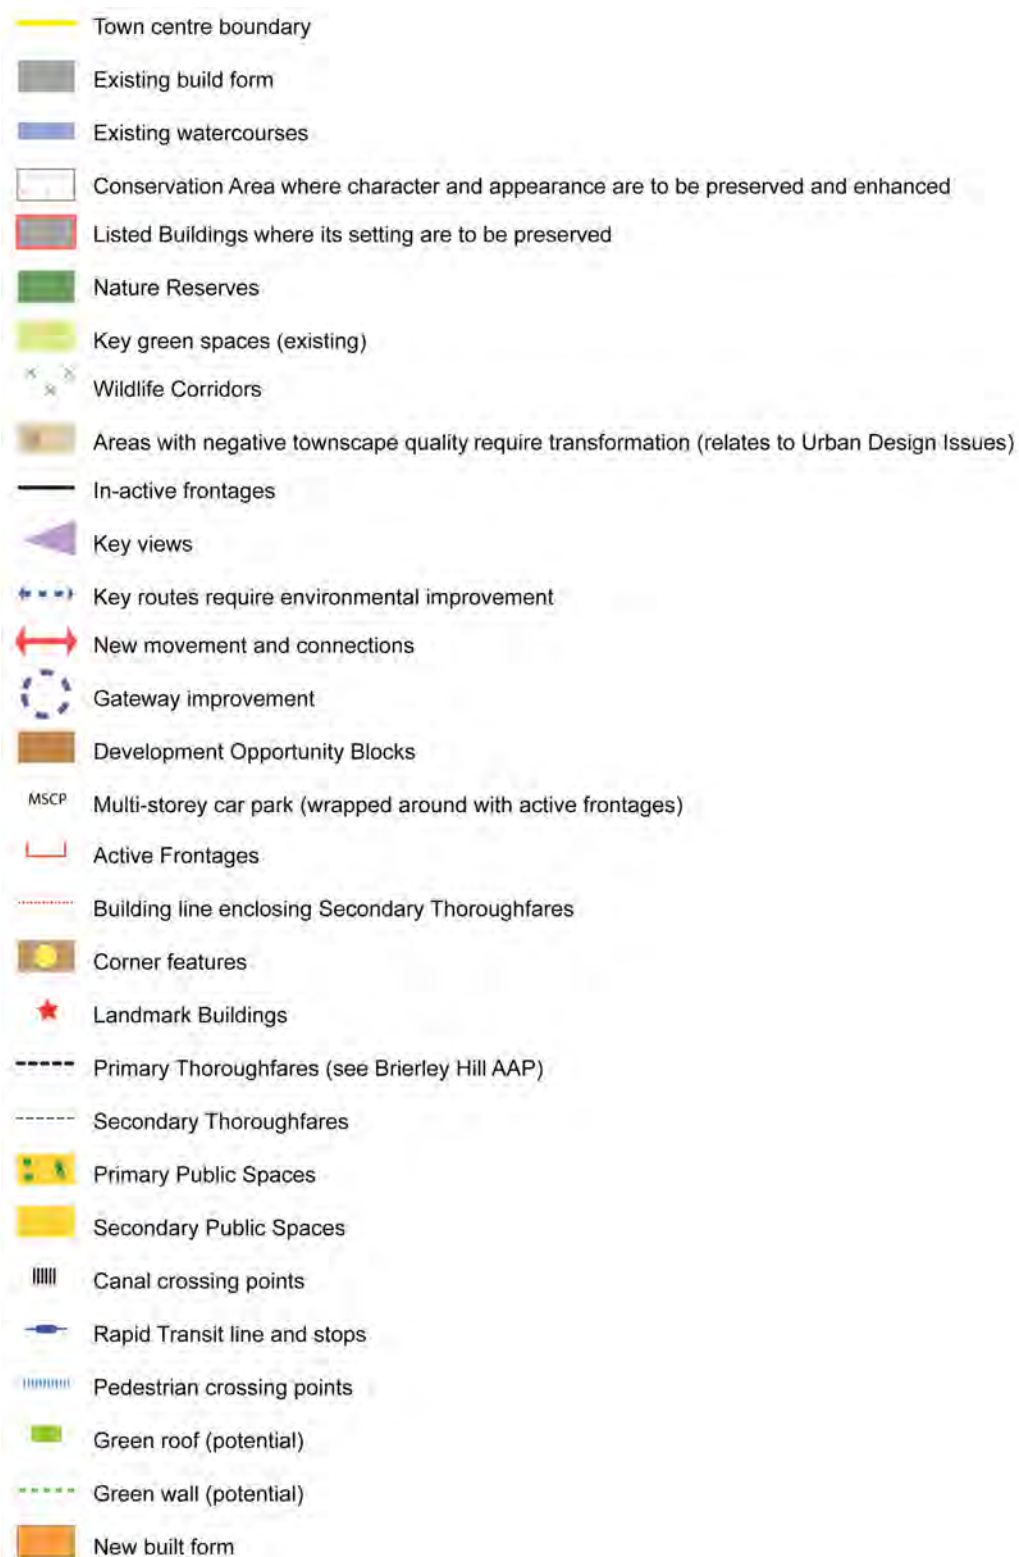 Town centre boundary
Existing build form
Existing watercourses
Conservation Area where character and appearance are to be preserved and enhanced
Listed Buildings where its setting are to be preserved
Nature Reserves
Key green spaces (existing)
Wildlife Corridors
Areas with negative townscape quality require transformation (relates to Urban Design Issues)
In-active frontages
Key views
Key routes require environmental improvement
New movement and connections
Gateway improvement
Development Opportunity Blocks
MSCP Multi-storey car park (wrapped around with active frontages)
Active Frontages
Building line enclosing Secondary Thoroughfares
Corner features
Landmark Buildings
Primary Thoroughfares (see Brierley Hill AAP)
Secondary Thoroughfares
Primary Public Spaces
Secondary Public Spaces
Canal crossing points
Rapid Transit line and stops
Pedestrian crossing points
Green roof (potential)
Green wall (potential)
New built form